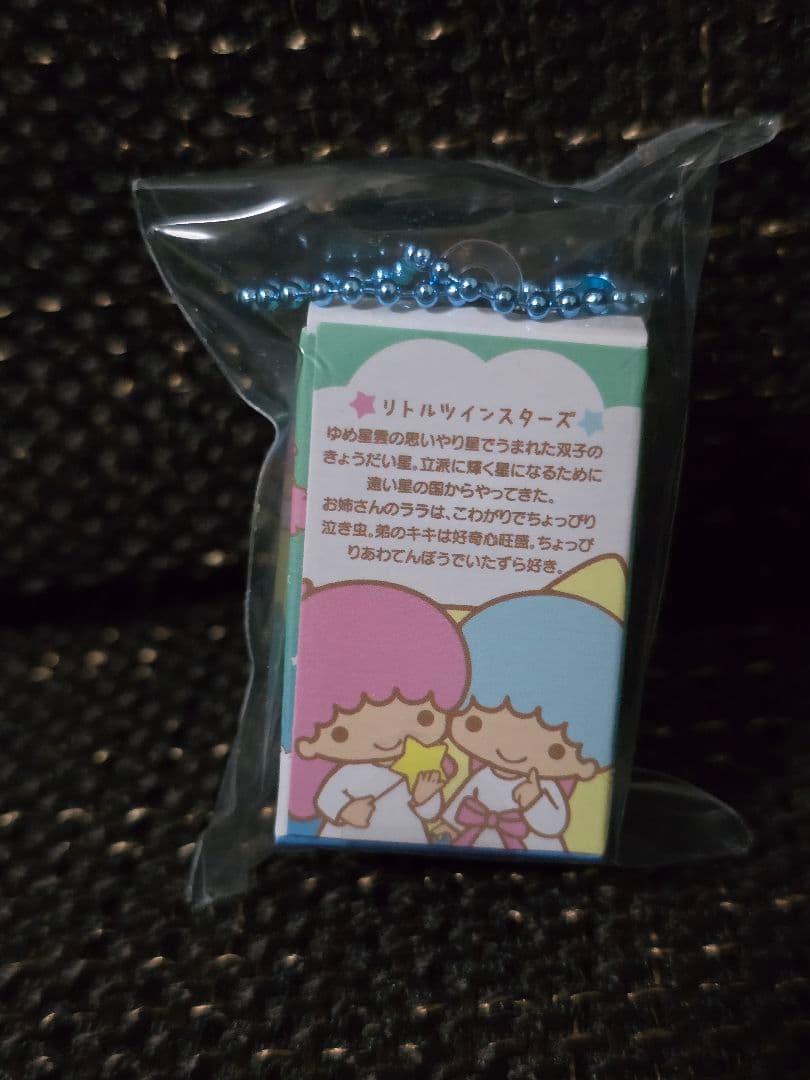 リトルツインスターズ
ゆめ星雲の思いやり星でうまれた双子の
きょうだい星。立派に輝く星になるために
遠い星の国からやってきた。
お姉さんのララは、こわがりでちょっぴり
泣き虫。弟のキキは好奇心旺盛。ちょっぴ
りあわてんぼうでいたずら好き。